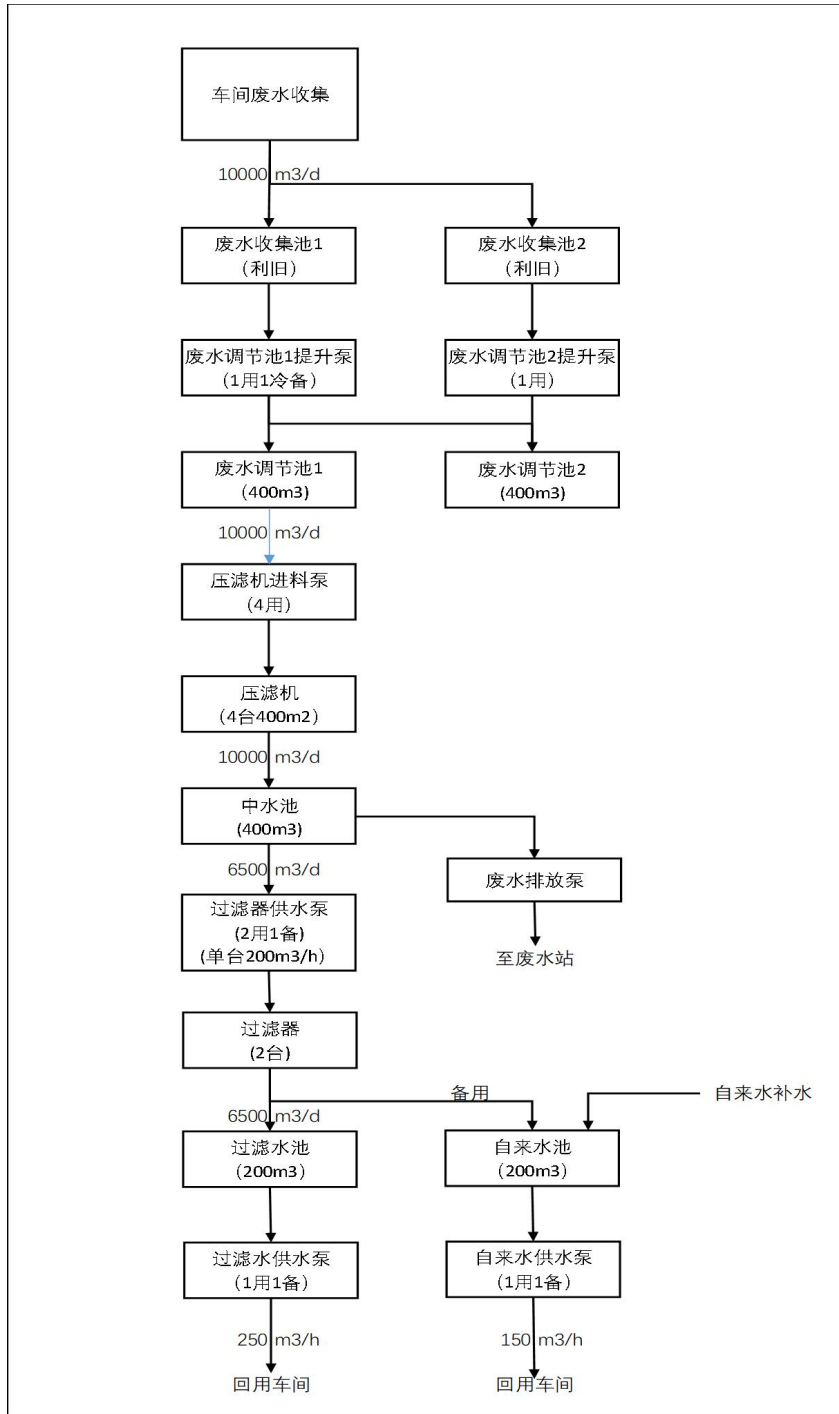 车间废水收集
10000 m3/d
废水收集池1
（利旧）
废水收集池2
（利旧）
废水调节池1提升泵
（1用1冷备）
废水调节池2提升泵
（1用）
废水调节池1
（400m3)
废水调节池2
(400m3)
10000 m3/d
压滤机进料泵
（4用）
压滤机
（4台400m2）
10000 m3/d
中水池
(400m3)
6500 m3/d
废水排放泵
过滤器供水泵
(2用1备)
(单台200m3/h）
至废水站
过滤器
(2台)
备用
自来水补水
6500 m3/d
过滤水池
（200m3)
自来水池
（200m3）
过滤水供水泵
（1用1备）
自来水供水泵
（1用1备）
250 m3/h
150 m3/h
回用车间
回用车间